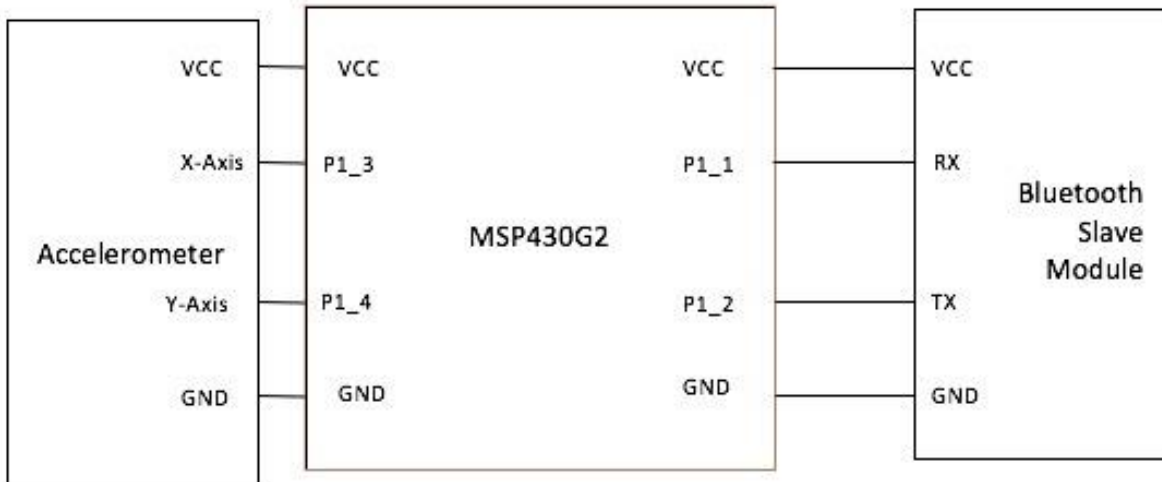 VCC
X-Axis
Accelerometer
Y-Axis
GND
VCC
P1_3
P1_4
GND
MSP430G2
VCC
P1_1
P1_2
GND
VCC
RX
TX
GND
Bluetooth
Slave
Module